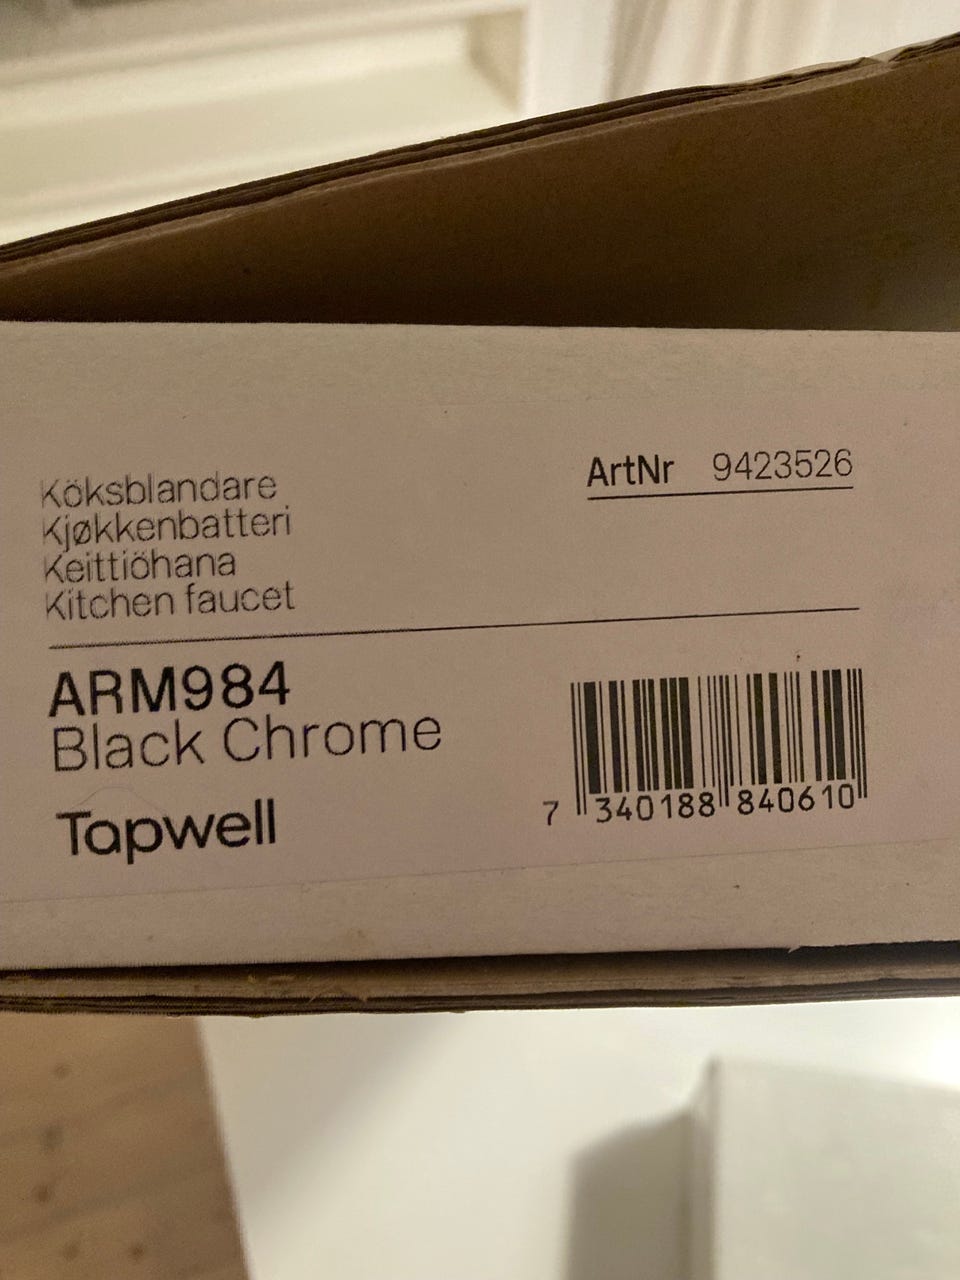 Köksblandare
Kjøkkenbatteri
Keittiöhana
Kitchen faucet
ArtNr 9423526
ARM984
Black Chrome
Tapwell
7 340188 840610